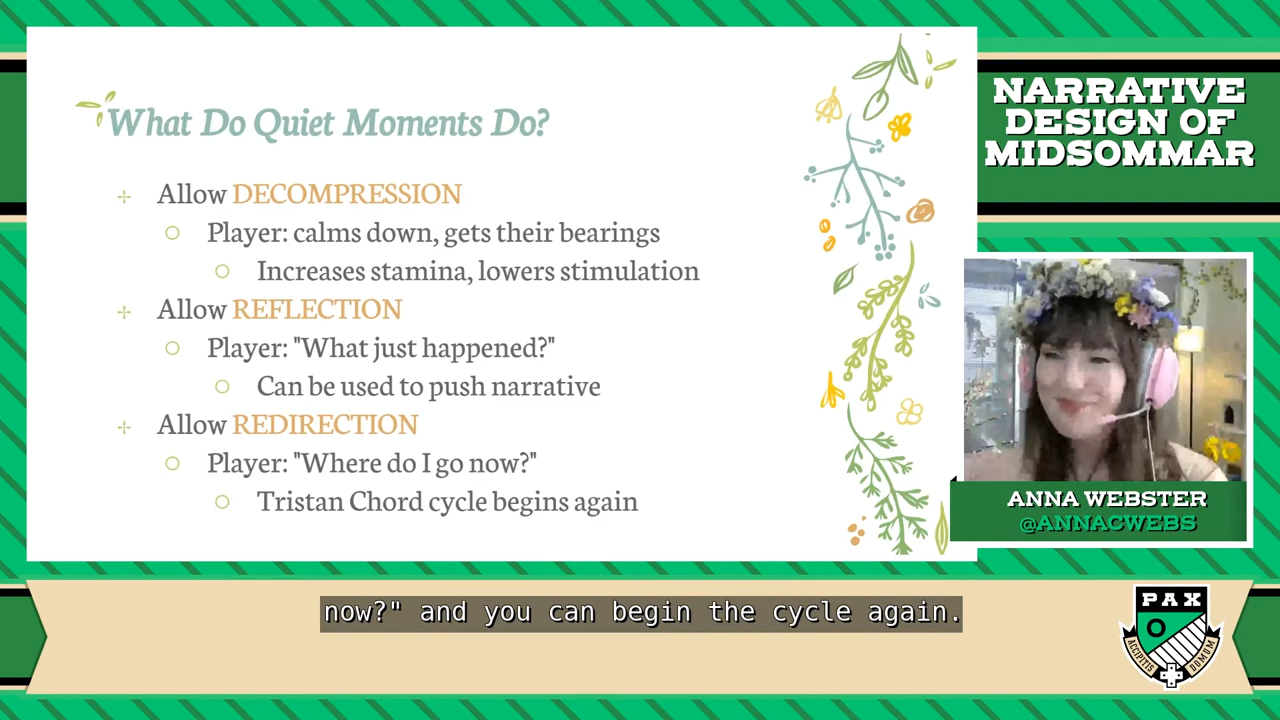 What Do Quiet Moments Do?
Allow DECOMPRESSION
Player: calms down, gets their bearings
Increases stamina, lowers stimulation
Allow REFLECTION
Player: "What just happened?"
Can be used to push narrative
Allow REDIRECTION
Player: "Where do I go now?"
Tristan Chord cycle begins again
NARRATIVE
DESIGN OF
MIDSOMMAR
ANNA WEBSTER
@ANNACWEBS
now?" and you can begin the cycle again.
PAX
ACCIPITIS
DOMUM